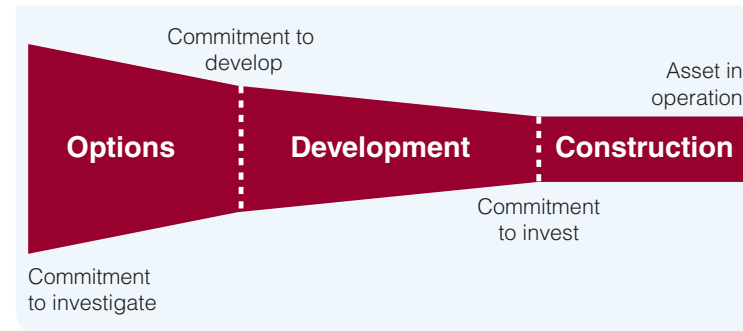 Commitment to
develop
Asset in
operation
Options
Development
Construction
Commitment
to invest
Commitment
to investigate